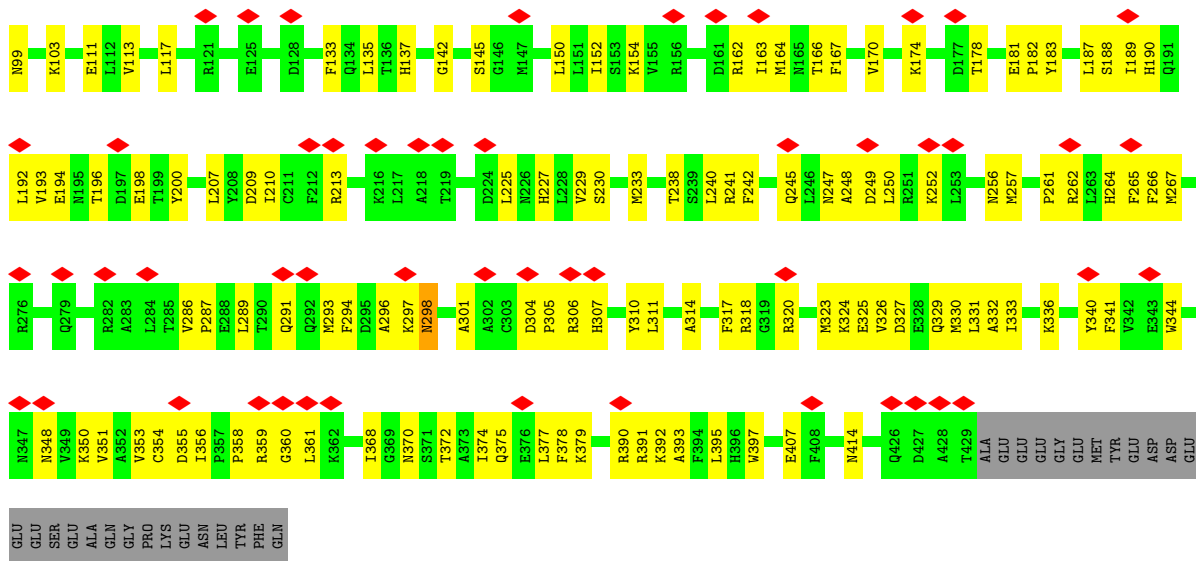 N99 K103 E111 L112 V113 L117 R121 E125 D128 F133 Q134 L135 T136 H137 G142 S145 G146 M147 L150 L151 I152 S153 K154 V155 R156 D161 R162 I163 M164 N165 T166 F167 V170 K174 D177 T178 E181 P182 Y183 L187 S188 I189 H190 Q191
L192 V193 E194 N195 T196 D197 E198 T199 Y200 L207 Y208 D209 I210 C211 F212 R213 K216 L217 A218 T219 D224 L225 N226 H227 L228 V229 S230 M233 T238 S239 L240 R241 F242 Q245 L246 N247 A248 D249 L250 R251 K252 L253 N256 M257 P261 R262 L263 H264 F265 F266 M267
R276 Q279 R282 A283 L284 T285 V286 P287 E288 L289 T290 Q291 Q292 M293 F294 D295 A296 K297 N298 A301 A302 C303 D304 P305 R306 H307 Y310 L311 A314 F317 R318 G319 R320 M323 K324 E325 V326 D327 E328 Q329 M330 L331 A332 I333 K336 Y340 F341 V342 E343 W344
N347 N348 V349 K350 V351 A352 V353 C354 D355 I356 P357 P358 R359 G360 L361 K362 I368 G369 N370 S371 T372 A373 I374 Q375 E376 L377 F378 K379 R390 R391 K392 A393 F394 L395 H396 W397 E407 F408 N414 Q426 D427 A428 T429 ALA GLU GLU GLU GLY GLU MET TYR GLU ASP ASP GLU
GLU GLU SER GLU ALA GLN GLY PRO LYS GLU ASN LEU TYR PHE GLN